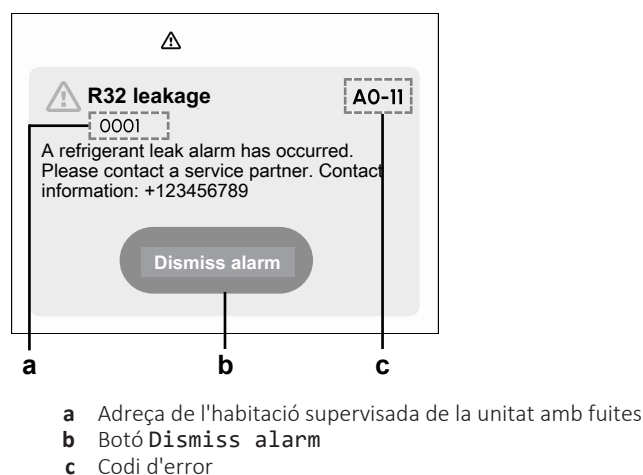 R32 leakage
A0-11
0001
A refrigerant leak alarm has occurred.
Please contact a service partner. Contact
information: +123456789
Dismiss alarm
a b c
a Adreça de l'habitació supervisada de la unitat amb fuites
b Botó Dismiss alarm
c Codi d'error